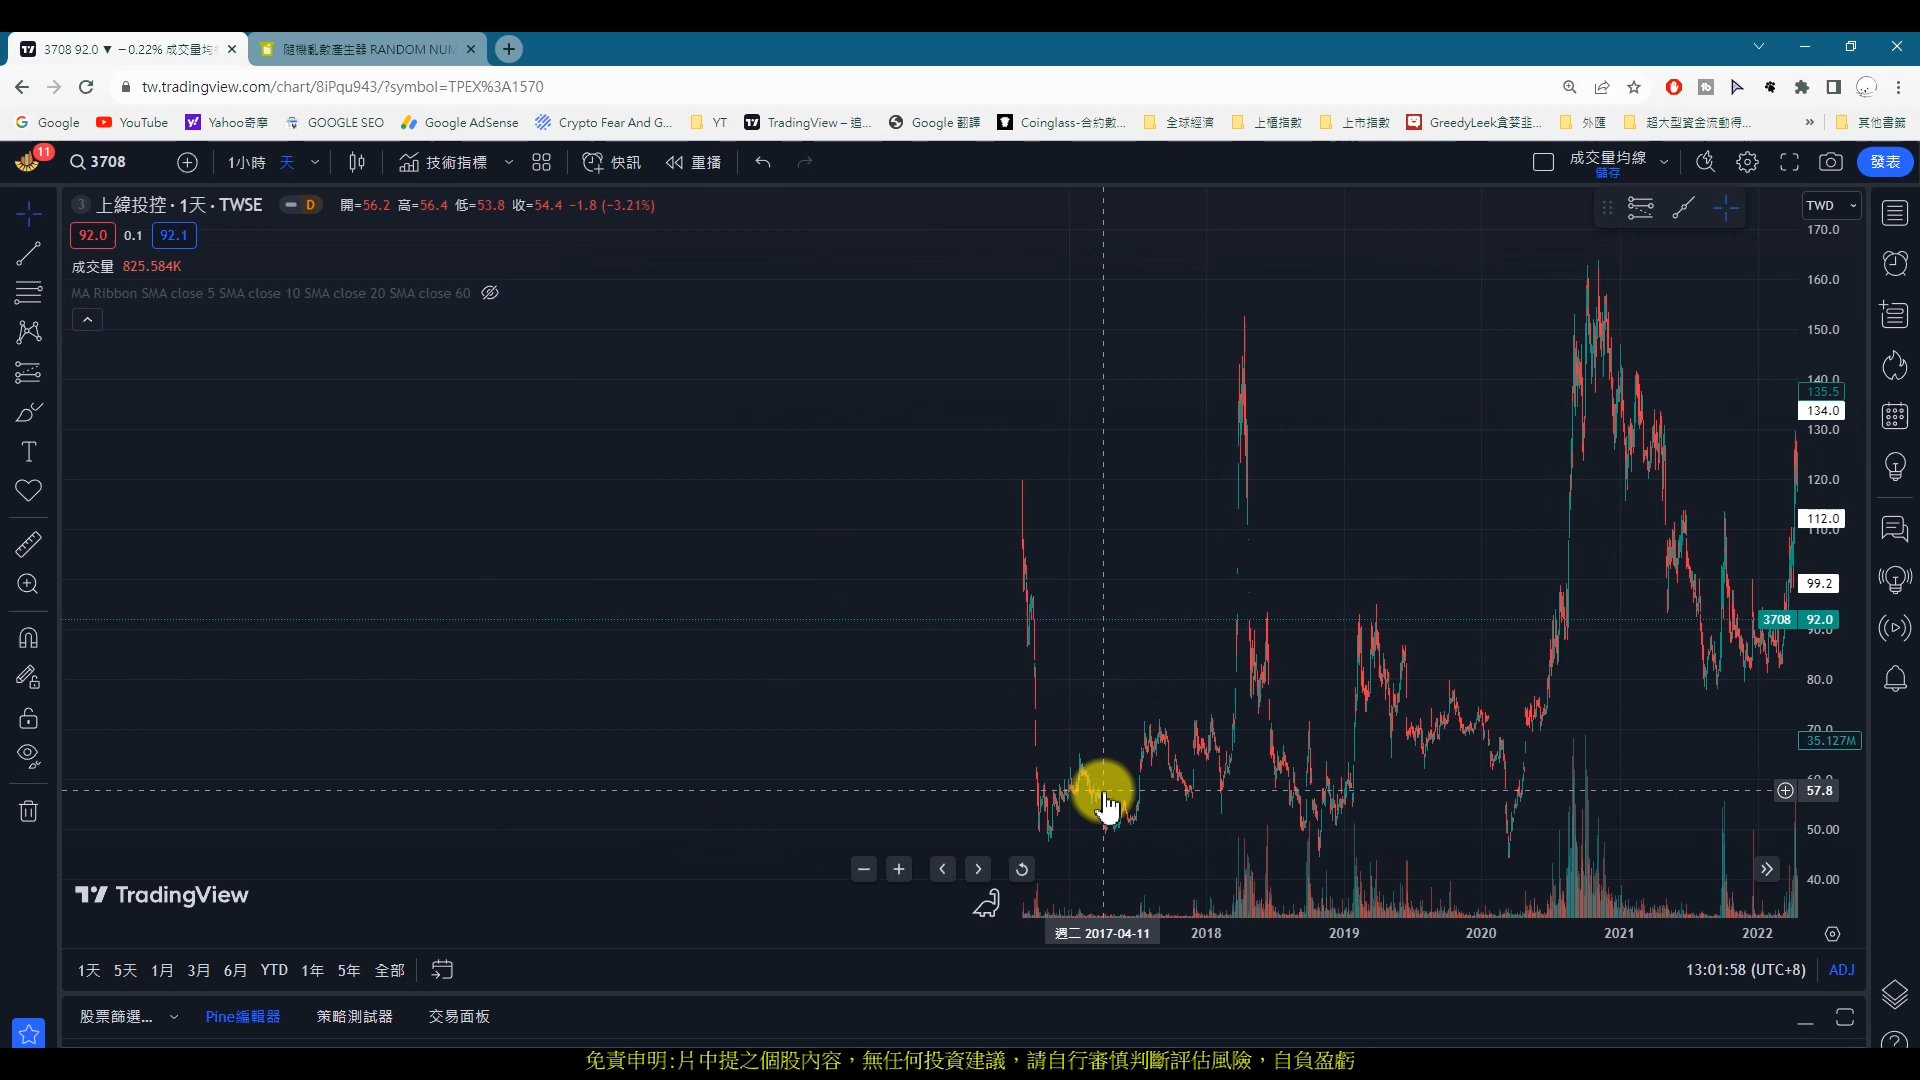 3708 92.0 ▼ −0.22% 成交量均
隨機亂數產生器 RANDOM NUM
tw.tradingview.com/chart/8iPqu943/?symbol=TPEX%3A1570
Google YouTube Yahoo奇摩 GOOGLE SEO Google AdSense Crypto Fear And G... YT TradingView – 追... Google 翻譯 Coinglass-合約數... 全球經濟 上櫃指數 上市指數 GreedyLeek貪婪韭... 外匯 超大型資金流動得... » 其他書籤
11 3708 1小時 天 技術指標 快訊 重播 成交量均線 儲存 發表
3 上緯投控 · 1天 · TWSE D 開=56.2 高=56.4 低=53.8 收=54.4 −1.8 (−3.21%) TWD
92.0 0.1 92.1
成交量 825.584K
MA Ribbon SMA close 5 SMA close 10 SMA close 20 SMA close 60
170.0
160.0
150.0
140.0
135.5
134.0
130.0
120.0
112.0
110.0
99.2
3708 92.0
90.0
80.0
70.0
35.127M
60.0
57.8
50.00
40.00
TradingView
週二 2017-04-11 2018 2019 2020 2021 2022
1天 5天 1月 3月 6月 YTD 1年 5年 全部 13:01:58 (UTC+8) ADJ
股票篩選... Pine編輯器 策略測試器 交易面板
免責申明:片中提之個股內容，無任何投資建議，請自行審慎判斷評估風險，自負盈虧